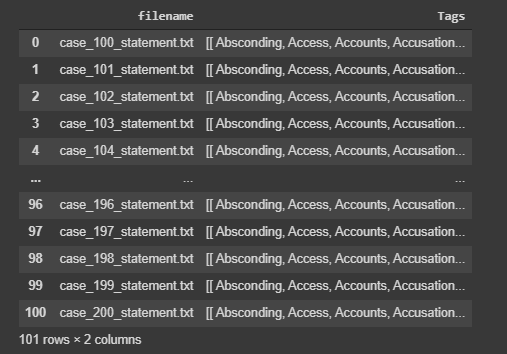 filename Tags
0 case_100_statement.txt [[ Absconding, Access, Accounts, Accusation...
1 case_101_statement.txt [[ Absconding, Access, Accounts, Accusation...
2 case_102_statement.txt [[ Absconding, Access, Accounts, Accusation...
3 case_103_statement.txt [[ Absconding, Access, Accounts, Accusation...
4 case_104_statement.txt [[ Absconding, Access, Accounts, Accusation...
... ... ...
96 case_196_statement.txt [[ Absconding, Access, Accounts, Accusation...
97 case_197_statement.txt [[ Absconding, Access, Accounts, Accusation...
98 case_198_statement.txt [[ Absconding, Access, Accounts, Accusation...
99 case_199_statement.txt [[ Absconding, Access, Accounts, Accusation...
100 case_200_statement.txt [[ Absconding, Access, Accounts, Accusation...
101 rows × 2 columns